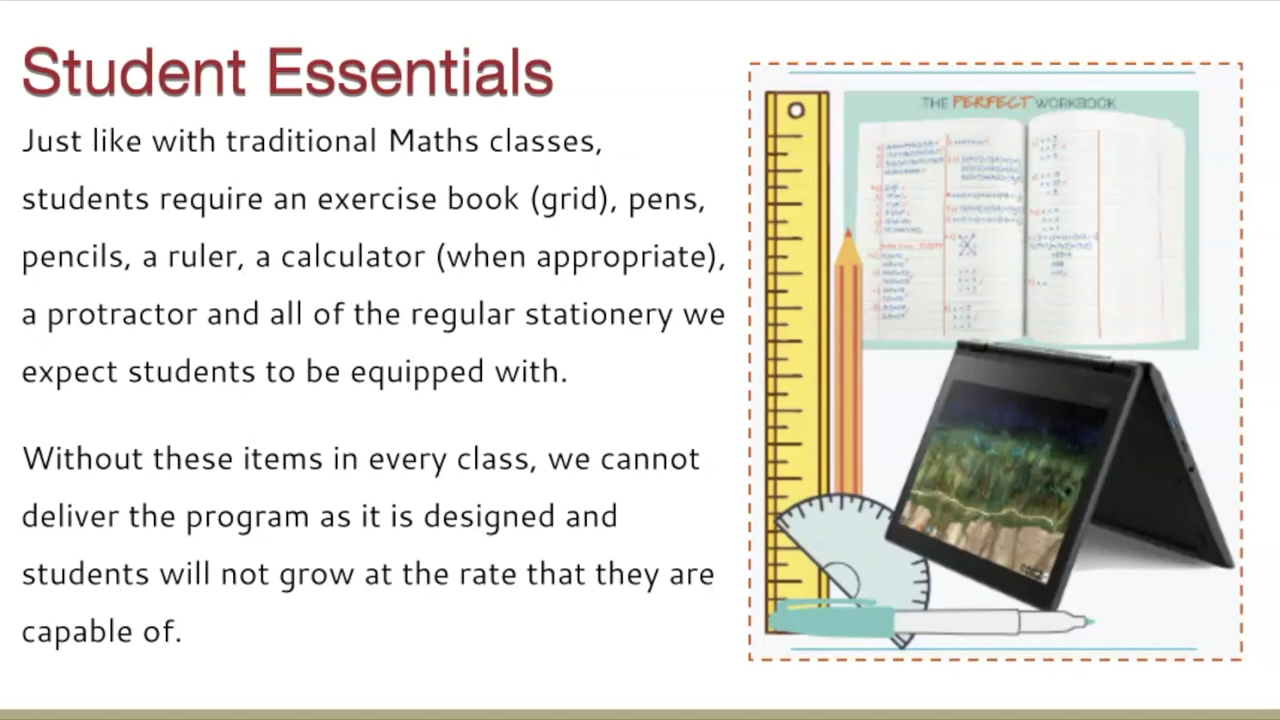 Student Essentials
Just like with traditional Maths classes,
students require an exercise book (grid), pens,
pencils, a ruler, a calculator (when appropriate),
a protractor and all of the regular stationery we
expect students to be equipped with.
Without these items in every class, we cannot
deliver the program as it is designed and
students will not grow at the rate that they are
capable of.
THE PERFECT WORKBOOK